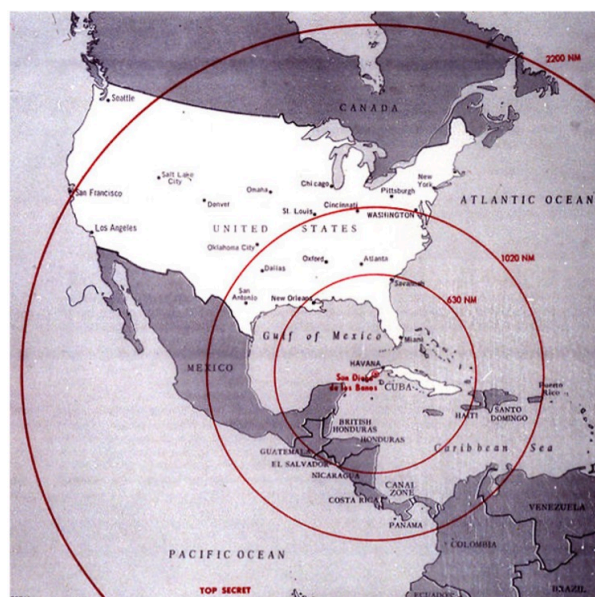 2200 NM
CANADA
Seattle
Salt Lake
City
Omaha
Chicago
Pittsburgh
New
York
San Francisco
Denver
St. Louis
Cincinnati
WASHINGTON
ATLANTIC OCEAN
UNITED STATES
Los Angeles
Oklahoma City
Oxford
Atlanta
1020 NM
Dallas
Savannah
San
Antonio
New Orleans
630 NM
Gulf of Mexico
Miami
HAVANA
MEXICO
San Diego
de los Banos
CUBA
Puerto
Rico
HAITI
SANTO
DOMINGO
BRITISH
HONDURAS
HONDURAS
GUATEMALA
EL SALVADOR
NICARAGUA
Caribbean Sea
CANAL
ZONE
COSTA RICA
PANAMA
VENEZUELA
COLOMBIA
PACIFIC OCEAN
TOP SECRET
ECUADOR
BRAZIL